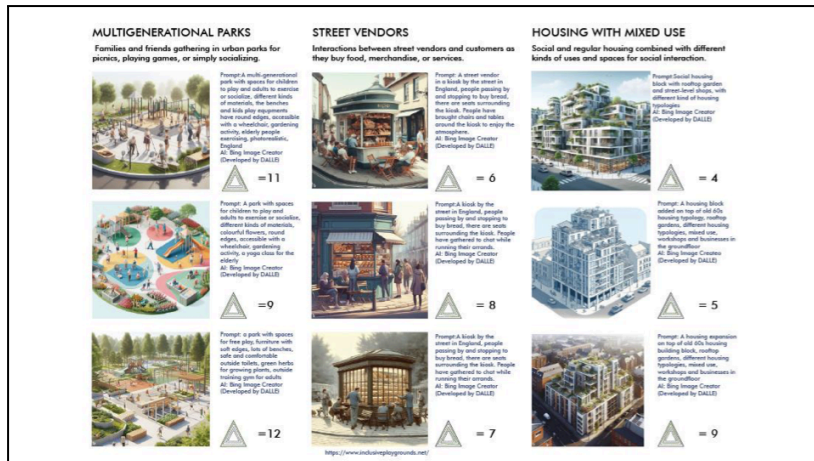 MULTIGENERATIONAL PARKS
Families and friends gathering in urban parks for
picnics, playing games, or simply socializing.
Prompt:A multi-generational
park with spaces for children
to play and adults to exercise
or socialize, different kinds
of materials, the benches
and kids play equipments
have round edges, accessible
with a wheelchair, gardening
activity, elderly people
exercising, photorealistic,
England
AI: Bing Image Creator
(Developed by DALLE)
=11
Prompt: A park with spaces
for children to play and
adults to exercise or socialize,
different kinds of materials,
colourful flowers, round
edges, accessible with a
wheelchair, gardening
activity, a yoga class for the
elderly
AI: Bing Image Creator
(Developed by DALLE)
=9
Prompt: a park with spaces
for free play, furniture with
soft edges, lots of benches,
safe and comfortable
outside toilets, green herbs
for growing plants, outside
training gym for adults
AI: Bing Image Creator
(Developed by DALLE)
=12
STREET VENDORS
Interactions between street vendors and customers as
they buy food, merchandise, or services.
Prompt: A street vendor
in a kiosk by the street in
England, people passing by
and stopping to buy bread,
there are seats surrounding
the kiosk. People have
brought chairs and tables
around the kiosk to enjoy the
atmosphere.
AI: Bing Image Creator
(Developed by DALLE)
= 6
Prompt:A kiosk by the
street in England, people
passing by and stopping to
buy bread, there are seats
surrounding the kiosk. People
have gathered to chat while
running their errands.
AI: Bing Image Creator
(Developed by DALLE)
= 8
Prompt:A kiosk by the
street in England, people
passing by and stopping to
buy bread, there are seats
surrounding the kiosk. People
have gathered to chat while
running their errands.
AI: Bing Image Creator
(Developed by DALLE)
= 7
https://www.inclusiveplaygrounds.net/
HOUSING WITH MIXED USE
Social and regular housing combined with different
kinds of uses and spaces for social interaction.
Prompt:Social housing
block with rooftop garden
and street-level shops, with
different kind of housing
typologies
AI: Bing Image Creator
(Developed by DALLE)
= 4
Prompt: A housing block
added on top of old 60s
housing typology, rooftop
gardens, different housing
typologies, mixed use,
workshops and businesses in
the groundfloor
AI: Bing Image Creator
(Developed by DALLE)
= 5
Prompt: A housing expansion
on top of old 60s housing
building block, rooftop
gardens, different housing
typologies, mixed use,
workshops and businesses in
the groundfloor
AI: Bing Image Creator
(Developed by DALLE)
= 9